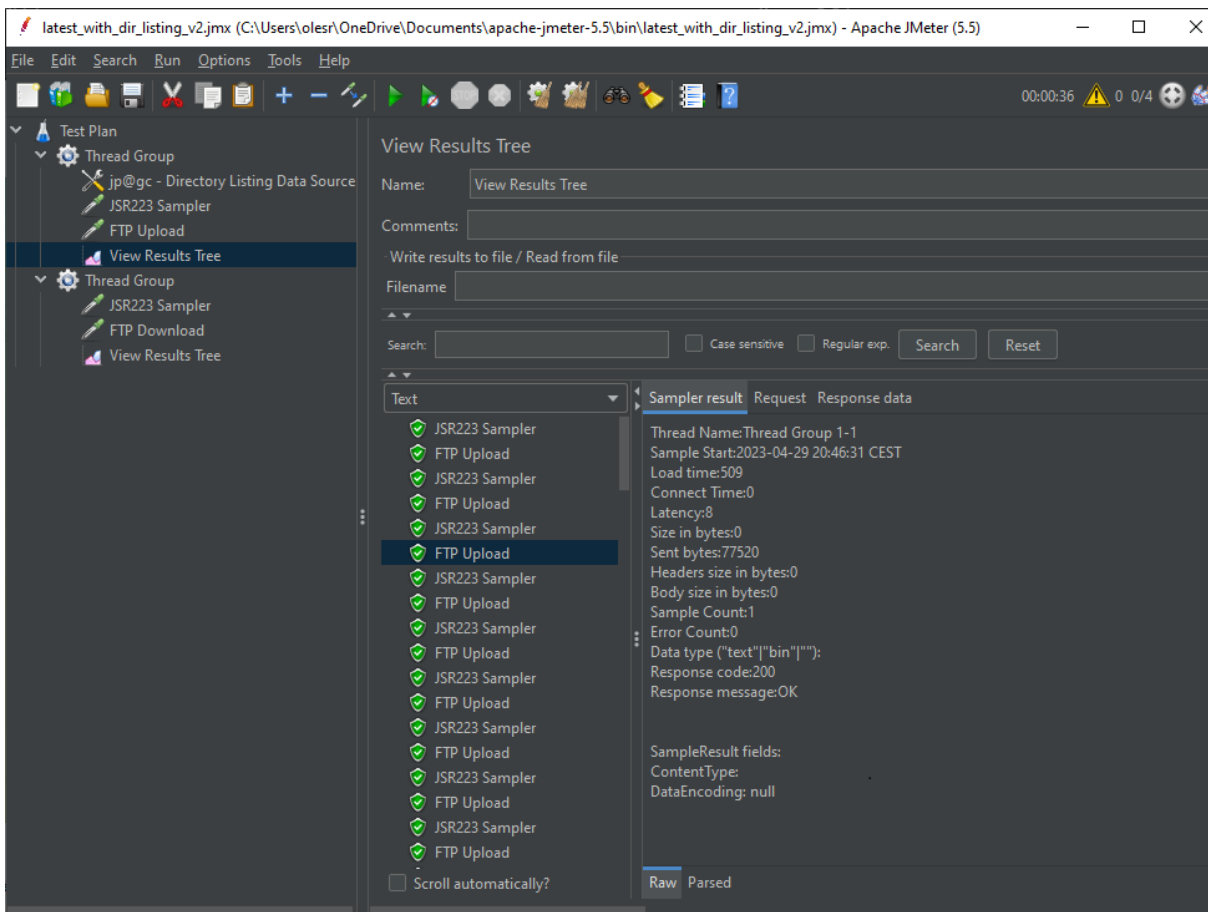 latest_with_dir_listing_v2.jmx (C:\Users\olesr\OneDrive\Documents\apache-jmeter-5.5\bin\latest_with_dir_listing_v2.jmx) - Apache JMeter (5.5)
File Edit Search Run Options Tools Help
STOP
00:00:36 0 0/4
Test Plan
Thread Group
jp@gc - Directory Listing Data Source
JSR223 Sampler
FTP Upload
View Results Tree
Thread Group
JSR223 Sampler
FTP Download
View Results Tree
View Results Tree
Name: View Results Tree
Comments:
Write results to file / Read from file
Filename
Search: Case sensitive Regular exp. Search Reset
Text
JSR223 Sampler
FTP Upload
JSR223 Sampler
FTP Upload
JSR223 Sampler
FTP Upload
JSR223 Sampler
FTP Upload
JSR223 Sampler
FTP Upload
JSR223 Sampler
FTP Upload
JSR223 Sampler
FTP Upload
JSR223 Sampler
FTP Upload
JSR223 Sampler
FTP Upload
Scroll automatically?
Sampler result Request Response data
Thread Name:Thread Group 1-1
Sample Start:2023-04-29 20:46:31 CEST
Load time:509
Connect Time:0
Latency:8
Size in bytes:0
Sent bytes:77520
Headers size in bytes:0
Body size in bytes:0
Sample Count:1
Error Count:0
Data type ("text"|"bin"|""):
Response code:200
Response message:OK
SampleResult fields:
ContentType:
DataEncoding: null
Raw Parsed